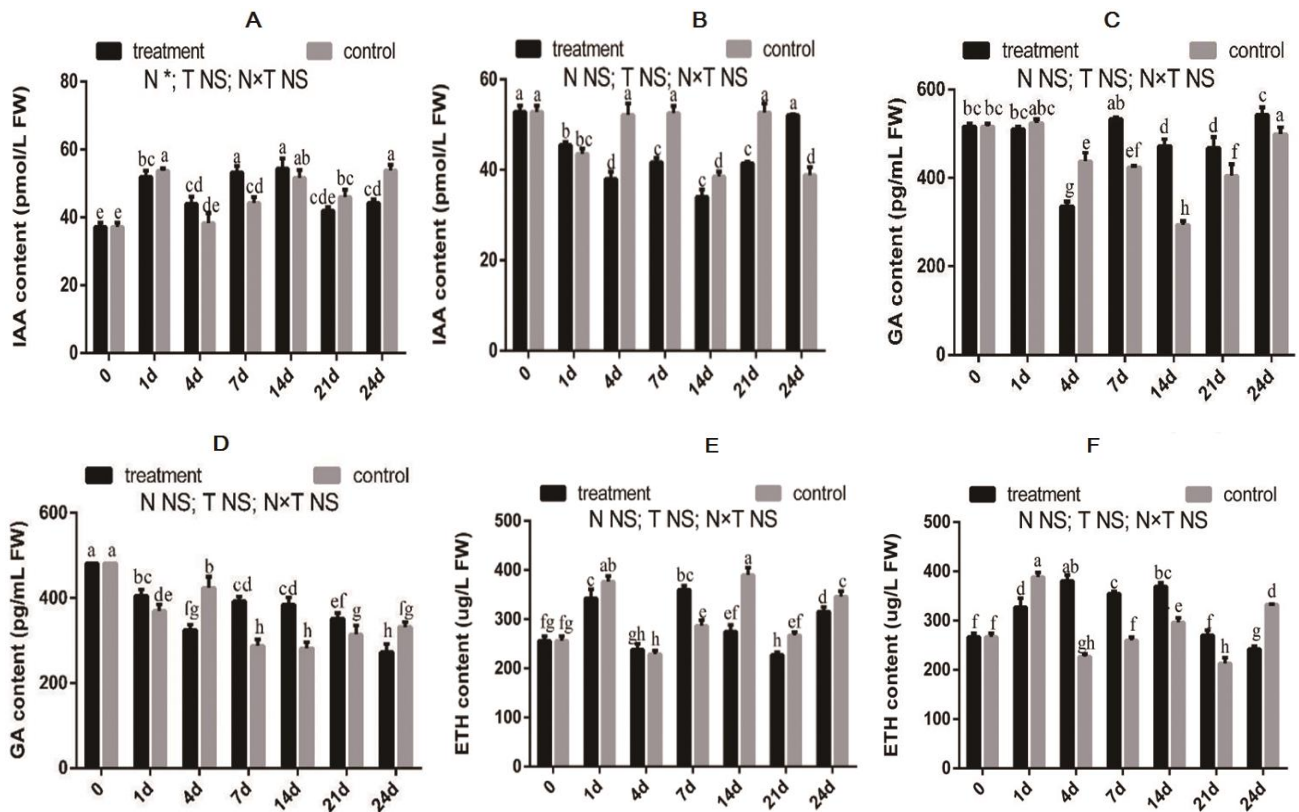 A
treatment control
N *; T NS; N×T NS
IAA content (pmol/L FW)
80
60
40
20
0
e e bc a cd de a cd a ab cde bc cd a
0 1d 4d 7d 14d 21d 24d
B
treatment control
N NS; T NS; N×T NS
IAA content (pmol/L FW)
60
40
20
0
a a b bc d a c a c d c a a d
0 1d 4d 7d 14d 21d 24d
C
treatment control
N NS; T NS; N×T NS
GA content (pg/mL FW)
600
400
200
0
bc bc bc abc g e ab ef d h d f c a
0 1d 4d 7d 14d 21d 24d
D
treatment control
N NS; T NS; N×T NS
GA content (pg/mL FW)
600
400
200
0
a a bc de fg b cd h cd h ef g h fg
0 1d 4d 7d 14d 21d 24d
E
treatment control
N NS; T NS; N×T NS
ETH content (ug/L FW)
500
400
300
200
100
0
fg fg c ab gh h bc e ef a h ef d c
0 1d 4d 7d 14d 21d 24d
F
treatment control
N NS; T NS; N×T NS
ETH content (ug/L FW)
500
400
300
200
100
0
f f d a ab gh c f bc e f h g d
0 1d 4d 7d 14d 21d 24d